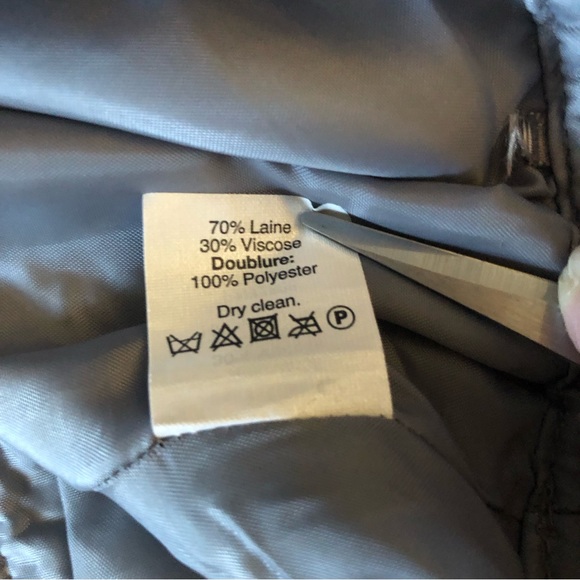 70% Laine
30% Viscose
Doublure:
100% Polyester
Dry clean.
P